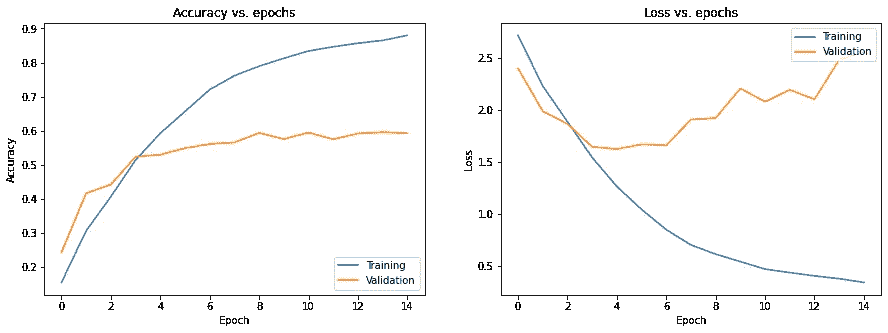 Accuracy vs. epochs
0.9
0.8
0.7
0.6
0.5
0.4
0.3
0.2
Accuracy
Training
Validation
0 2 4 6 8 10 12 14
Epoch
Loss vs. epochs
2.5
2.0
1.5
1.0
0.5
Loss
Training
Validation
0 2 4 6 8 10 12 14
Epoch